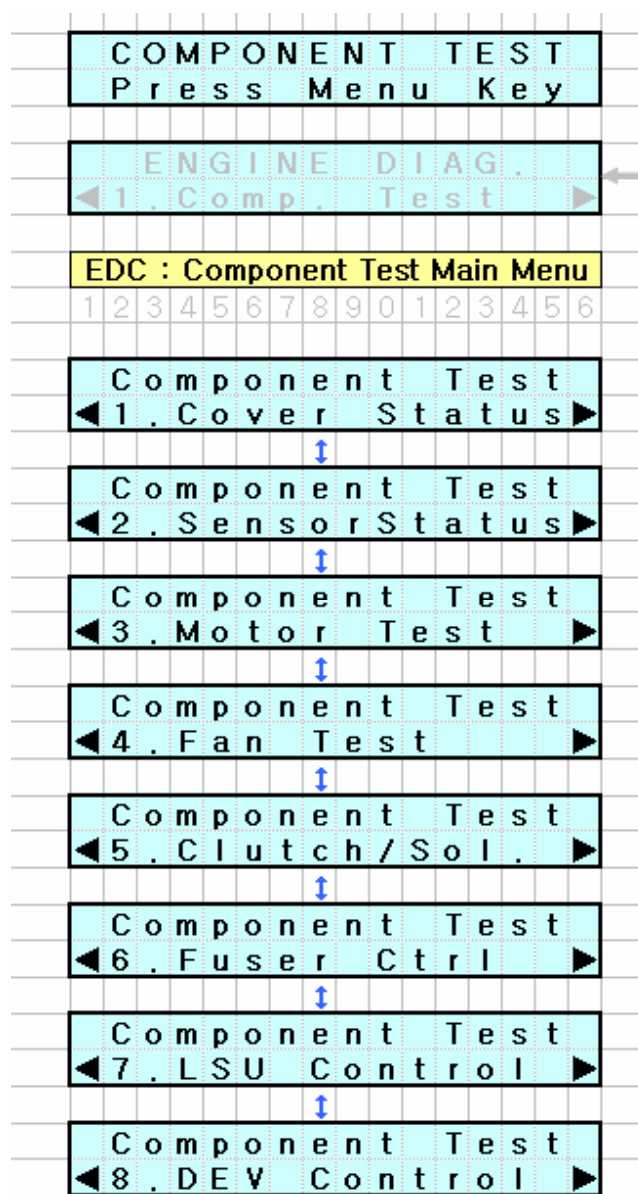 COMPONENT TEST
Press Menu Key
ENGINE DIAG.
◀1.Comp. Test▶
EDC : Component Test Main Menu
1234567890123456
Component Test
◀1.Cover Status▶
Component Test
◀2.SensorStatus▶
Component Test
◀3.Motor Test▶
Component Test
◀4.Fan Test▶
Component Test
◀5.Clutch/Sol.▶
Component Test
◀6.Fuser Ctrl▶
Component Test
◀7.LSU Control▶
Component Test
◀8.DEV Control▶